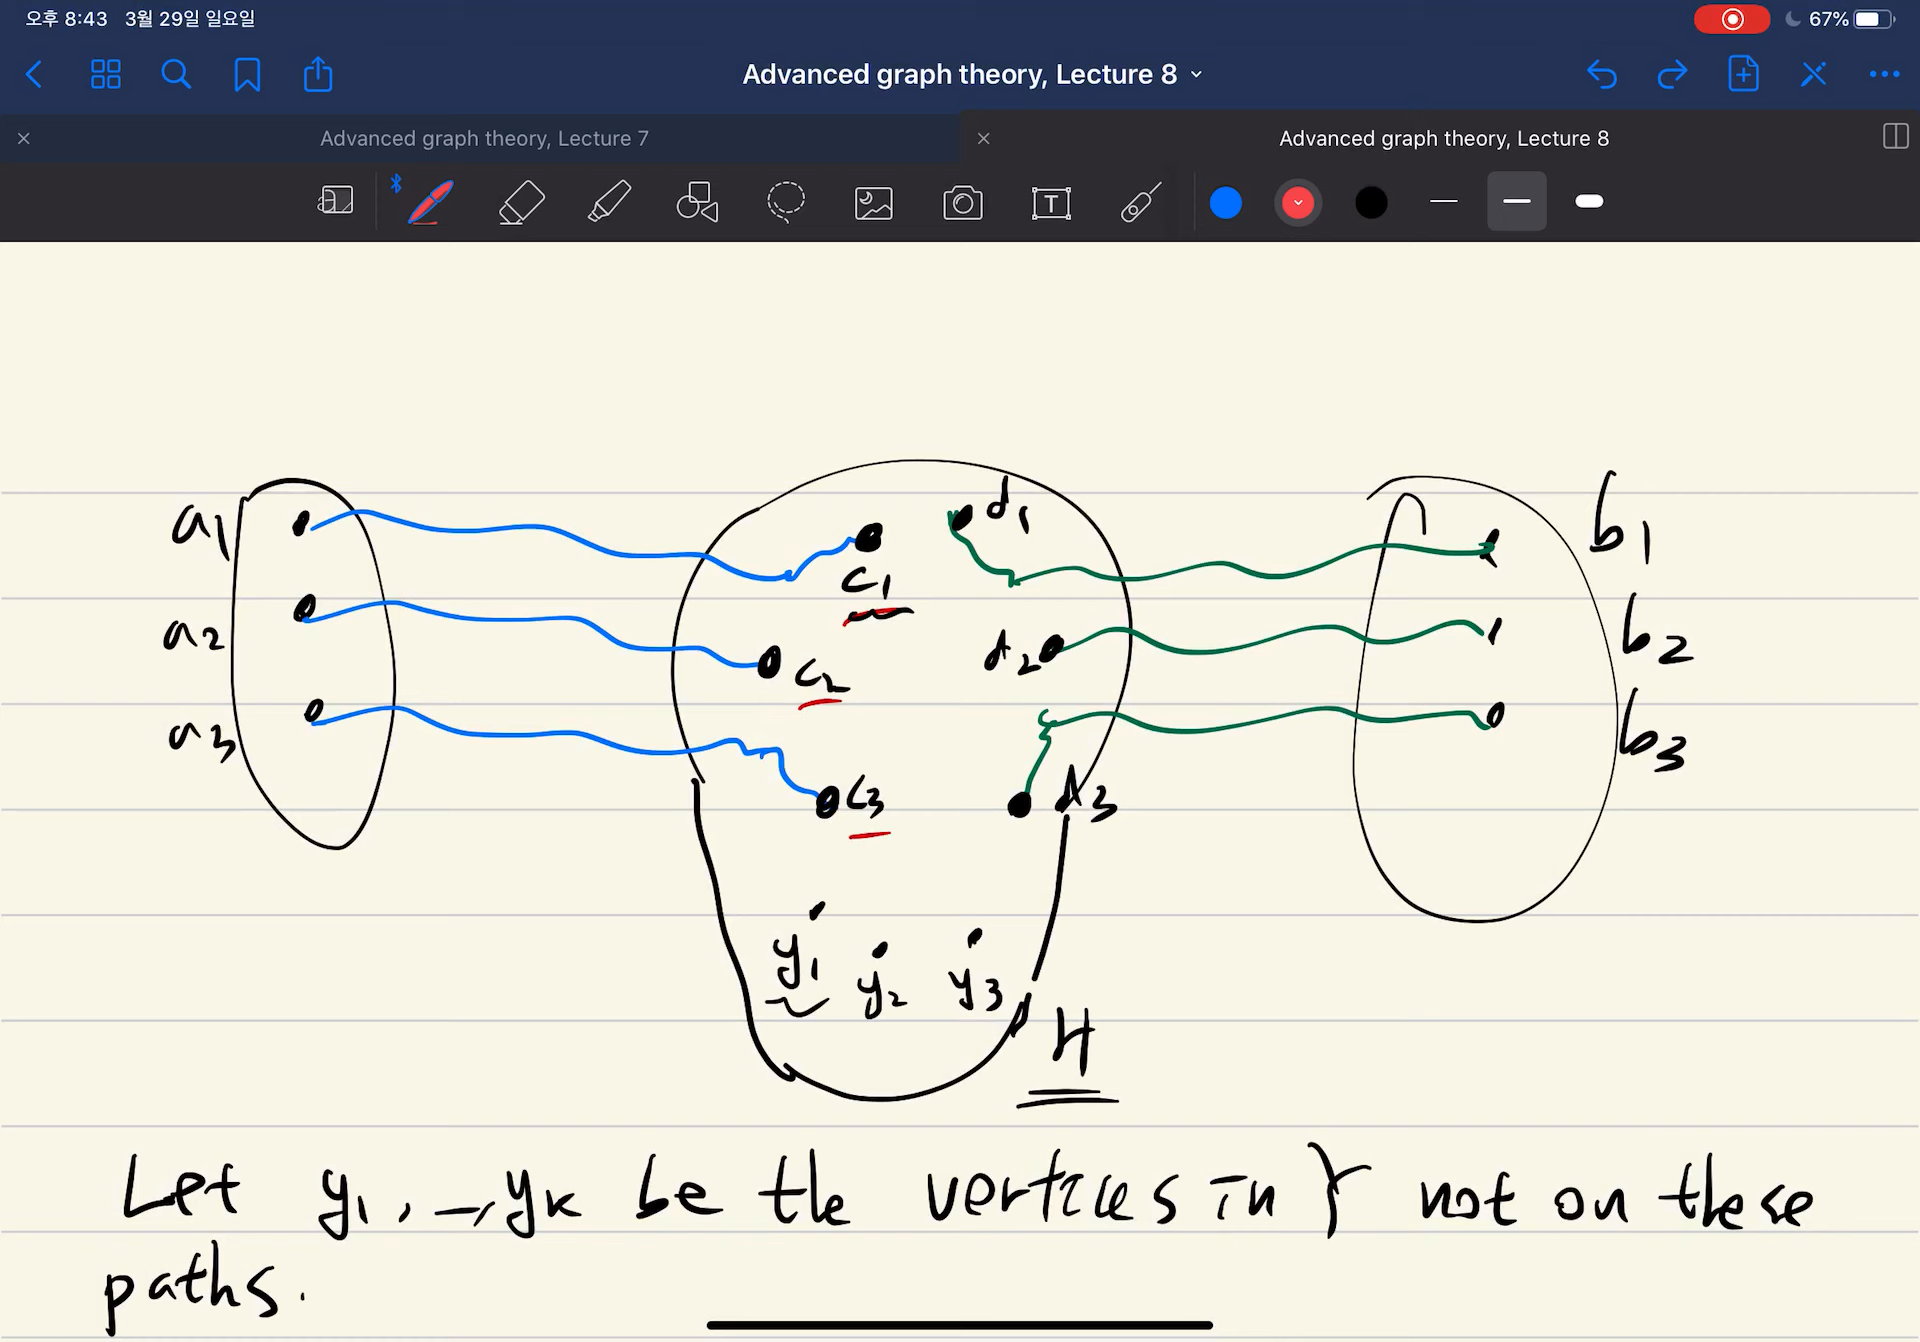 오후 8:43 3월 29일 일요일
67%
Advanced graph theory, Lecture 8
Advanced graph theory, Lecture 7
Advanced graph theory, Lecture 8
T
a1
a2
a3
c1
c2
c3
d1
d2
d3
b1
b2
b3
y1
y2
y3
H
Let y1, -, yk be the vertices in Y not on these
paths.